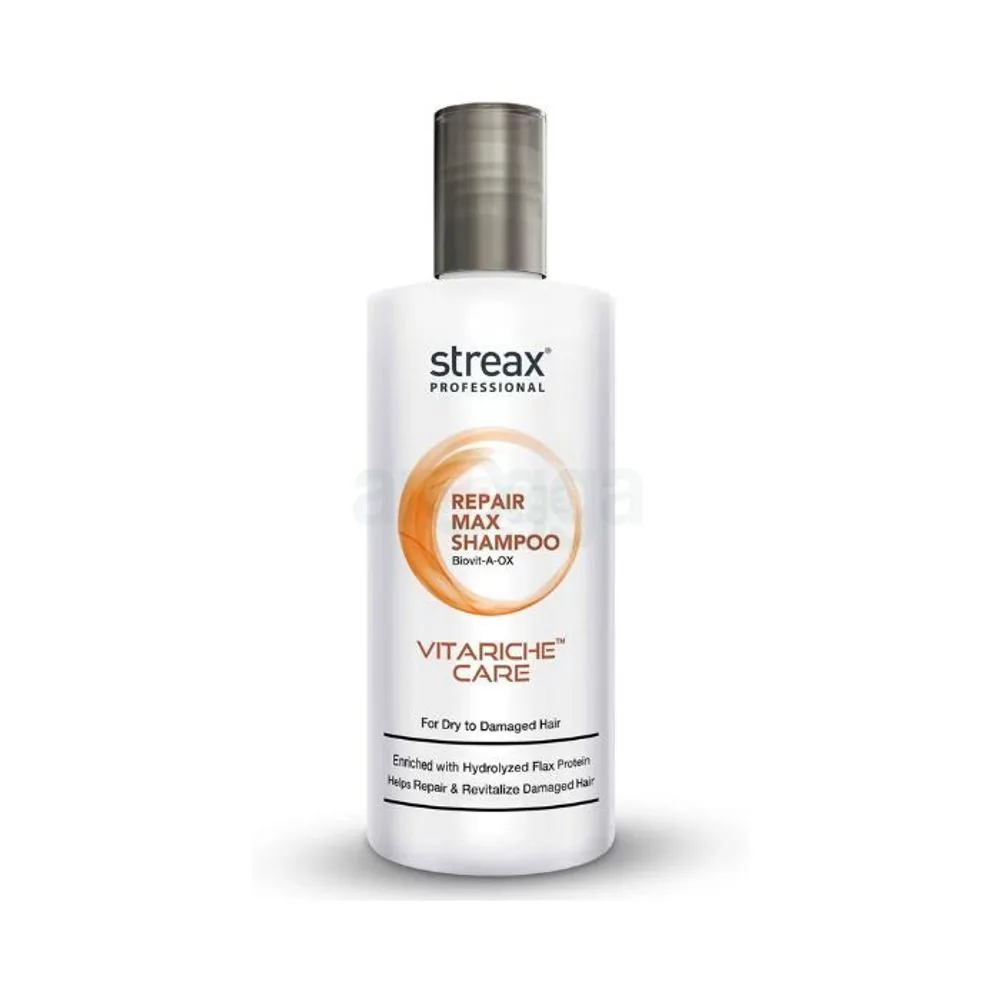 streax®
PROFESSIONAL
REPAIR
MAX
SHAMPOO
Biovit-A-OX
VITARICHE™
CARE
For Dry to Damaged Hair
Enriched with Hydrolyzed Flax Protein
Helps Repair & Revitalize Damaged Hair